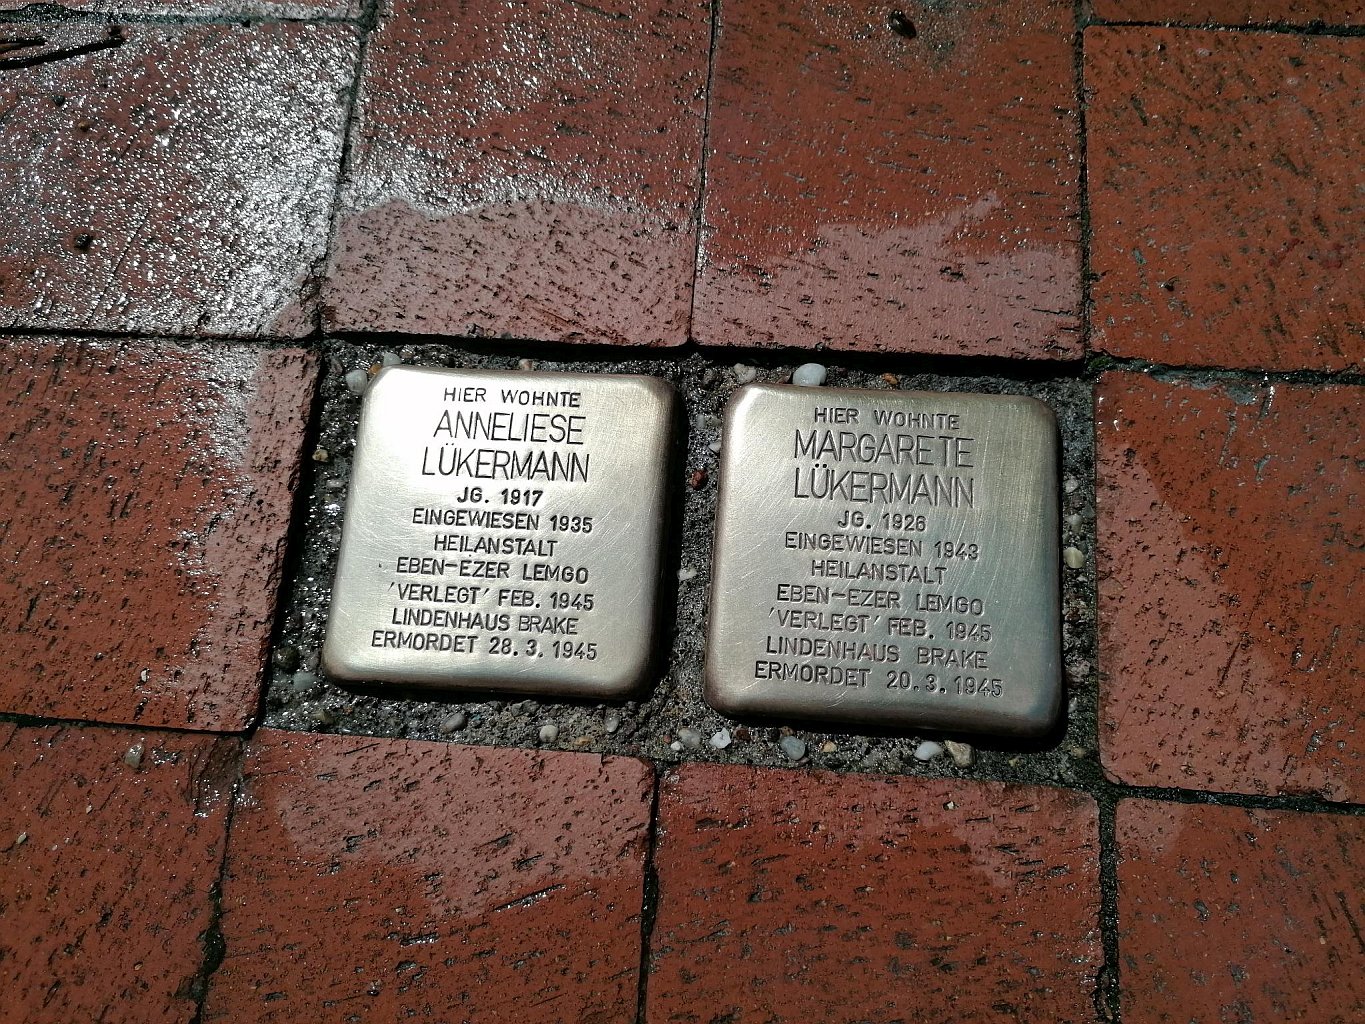 HIER WOHNTE
ANNELIESE
LÜKERMANN
JG. 1917
EINGEWIESEN 1935
HEILANSTALT
EBEN-EZER LEMGO
'VERLEGT' FEB. 1945
LINDENHAUS BRAKE
ERMORDET 28.3.1945
HIER WOHNTE
MARGARETE
LÜKERMANN
JG. 1926
EINGEWIESEN 1943
HEILANSTALT
EBEN-EZER LEMGO
'VERLEGT' FEB. 1945
LINDENHAUS BRAKE
ERMORDET 20.3.1945